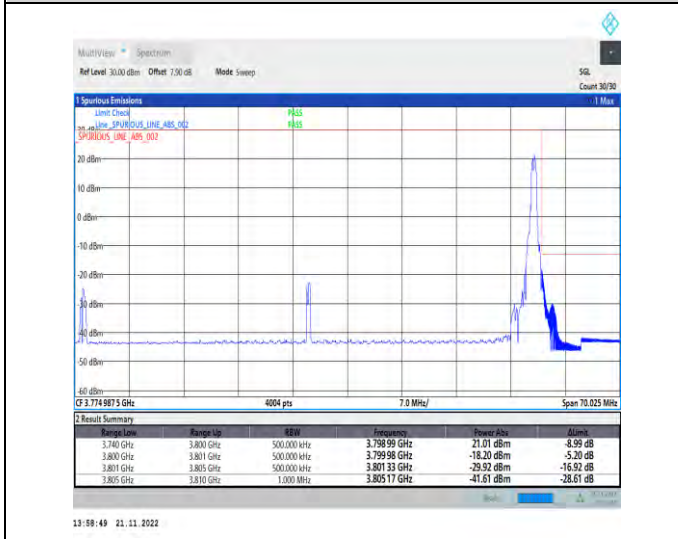 MultiView Spectrum
Ref Level 30.00 dBm Offset 7.90 dB Mode Sweep SGL
Count 30/30
1 Spurious Emissions 1 Max
Limit Check PASS
Line _SPURIOUS_LINE_ABS_002 PASS
_SPURIOUS_LINE_ABS_002
20 dBm
10 dBm
0 dBm
-10 dBm
-20 dBm
-30 dBm
-40 dBm
-50 dBm
-60 dBm
CF 3.774 987 5 GHz 4004 pts 7.0 MHz/ Span 70.025 MHz
2 Result Summary
Range Low Range Up RBW Frequency Power Abs ΔLimit
3.740 GHz 3.800 GHz 500.000 kHz 3.798 99 GHz 21.01 dBm -8.99 dB
3.800 GHz 3.801 GHz 500.000 kHz 3.799 98 GHz -18.20 dBm -5.20 dB
3.801 GHz 3.805 GHz 500.000 kHz 3.801 33 GHz -29.92 dBm -16.92 dB
3.805 GHz 3.810 GHz 1.000 MHz 3.805 17 GHz -41.61 dBm -28.61 dB
13:58:49 21.11.2022